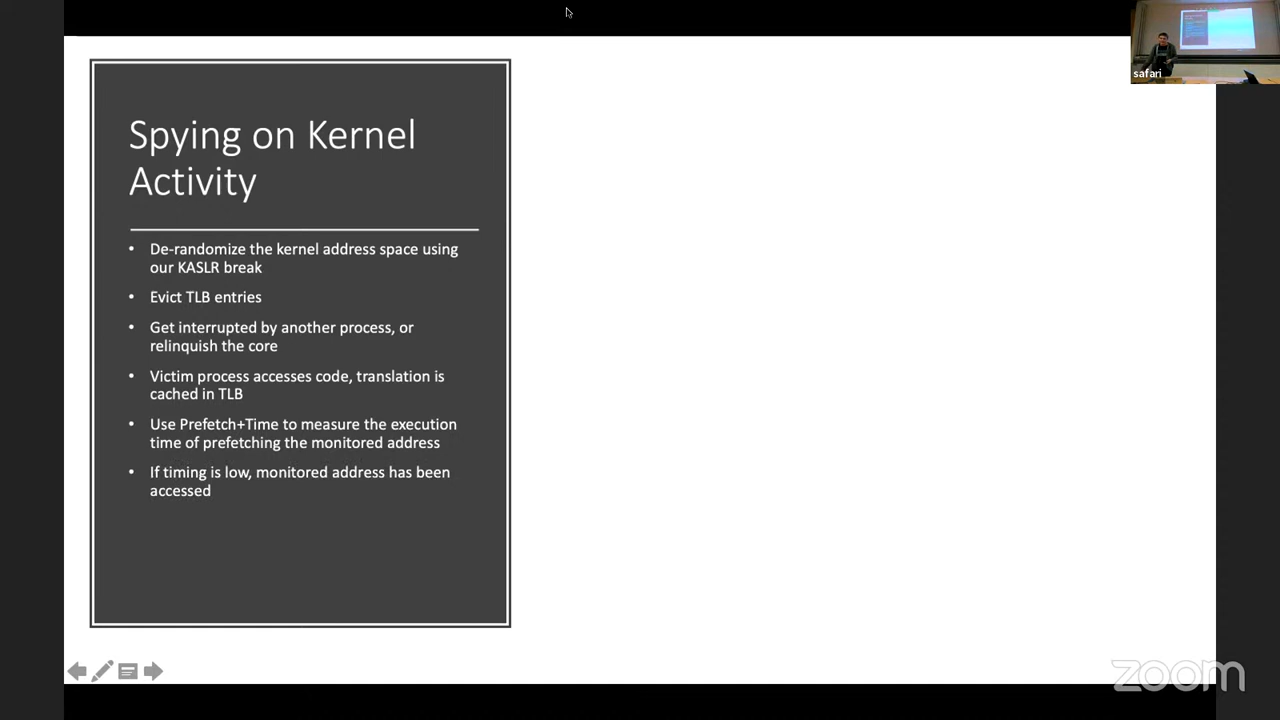 Spying on Kernel
Activity
• De-randomize the kernel address space using
our KASLR break
• Evict TLB entries
• Get interrupted by another process, or
relinquish the core
• Victim process accesses code, translation is
cached in TLB
• Use Prefetch+Time to measure the execution
time of prefetching the monitored address
• If timing is low, monitored address has been
accessed
safari
zoom